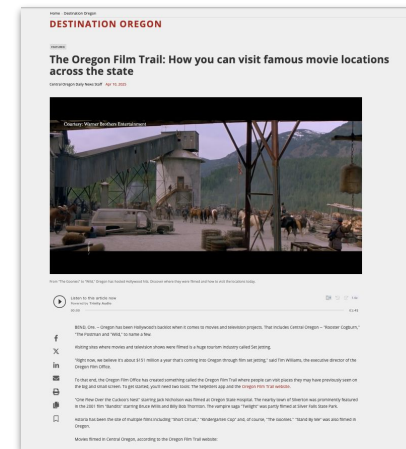 Home Destination Oregon
DESTINATION OREGON
FEATURED
The Oregon Film Trail: How you can visit famous movie locations
across the state
Central Oregon Daily News Staff Apr 16, 2025
Courtesy: Warner Brothers Entertainment
From "The Goonies" to "Wild," Oregon has hosted Hollywood hits. Discover where they were filmed and how to visit the locations today.
Listen to this article now
Powered by Trinity Audio
00:00
BEND, Ore. -- Oregon has been Hollywood's backlot when it comes to movies and television projects. That includes Central Oregon – "Rooster Cogburn,"
"The Postman and "Wild," to name a few.
Visiting sites where movies and television shows were filmed is a huge tourism industry called Set Jetting.
"Right now, we believe it's about $151 million a year that's coming into Oregon through film set jetting," said Tim Williams, the executive director of the
Oregon Film Office.
To that end, the Oregon Film Office has created something called the Oregon Film Trail where people can visit places they may have previously seen on
the big and small screen. To get started, you'll need two tools: The SetJetters app and the Oregon Film Trail website.
"One Flew Over the Cuckoo's Nest" starring Jack Nicholson was filmed at Oregon State Hospital. The nearby town of Silverton was prominently featured
in the 2001 film "Bandits" starring Bruce Willis and Billy Bob Thornton. The vampire saga "Twilight" was partly filmed at Silver Falls State Park.
Astoria has been the site of multiple films including "Short Circuit," "Kindergarten Cop" and, of course, "The Goonies." "Stand By Me" was also filmed in
Oregon.
Movies filmed in Central Oregon, according to the Oregon Film Trail website: